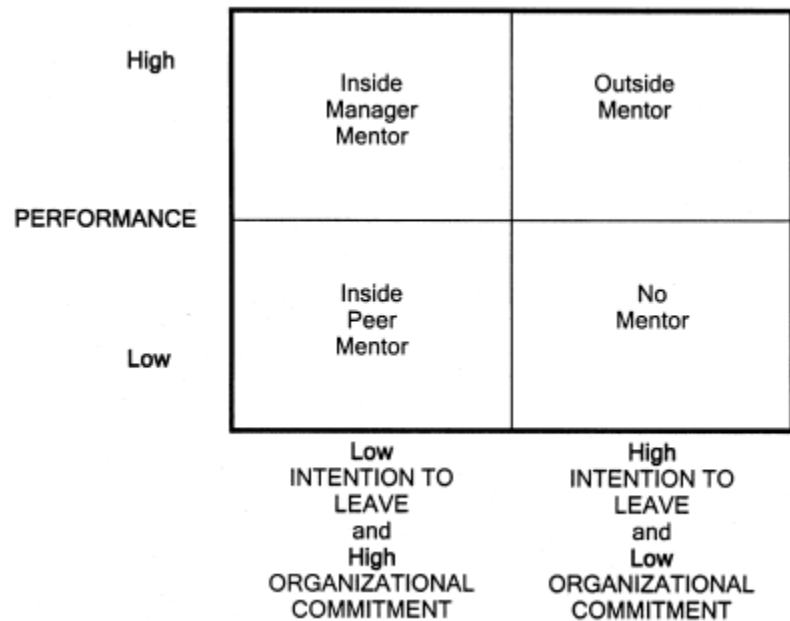 High
Inside
Manager
Mentor
Outside
Mentor
PERFORMANCE
Inside
Peer
Mentor
No
Mentor
Low
Low
INTENTION TO
LEAVE
and
High
ORGANIZATIONAL
COMMITMENT
High
INTENTION TO
LEAVE
and
Low
ORGANIZATIONAL
COMMITMENT